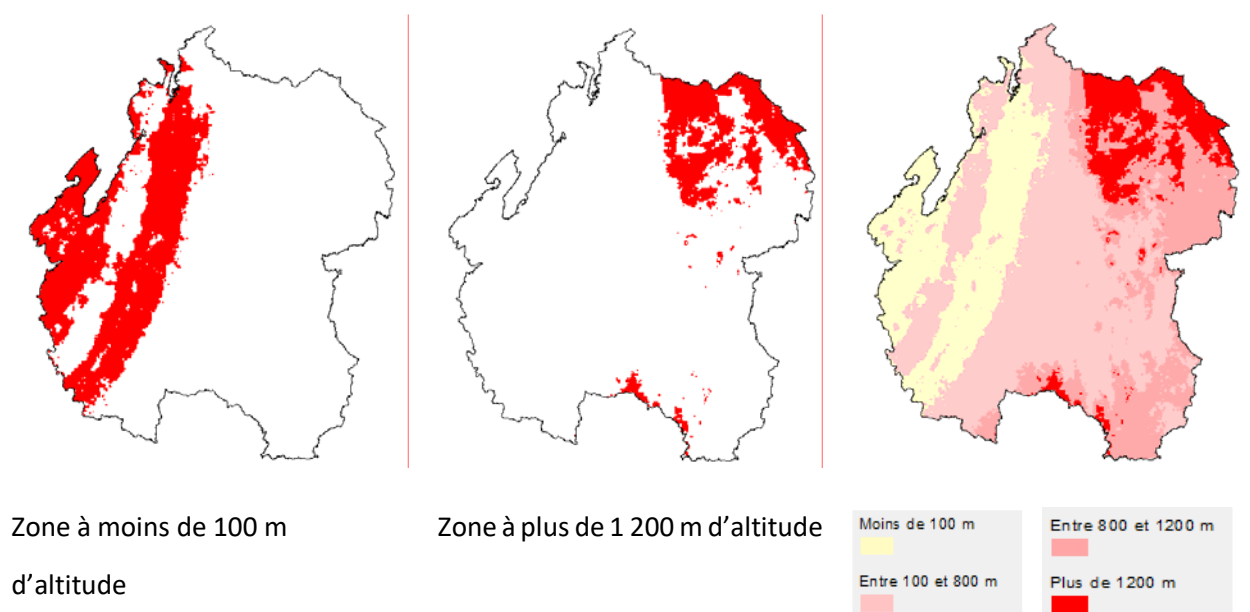 Zone à moins de 100 m
d’altitude
Zone à plus de 1 200 m d’altitude
Moins de 100 m
Entre 100 et 800 m
Entre 800 et 1200 m
Plus de 1200 m